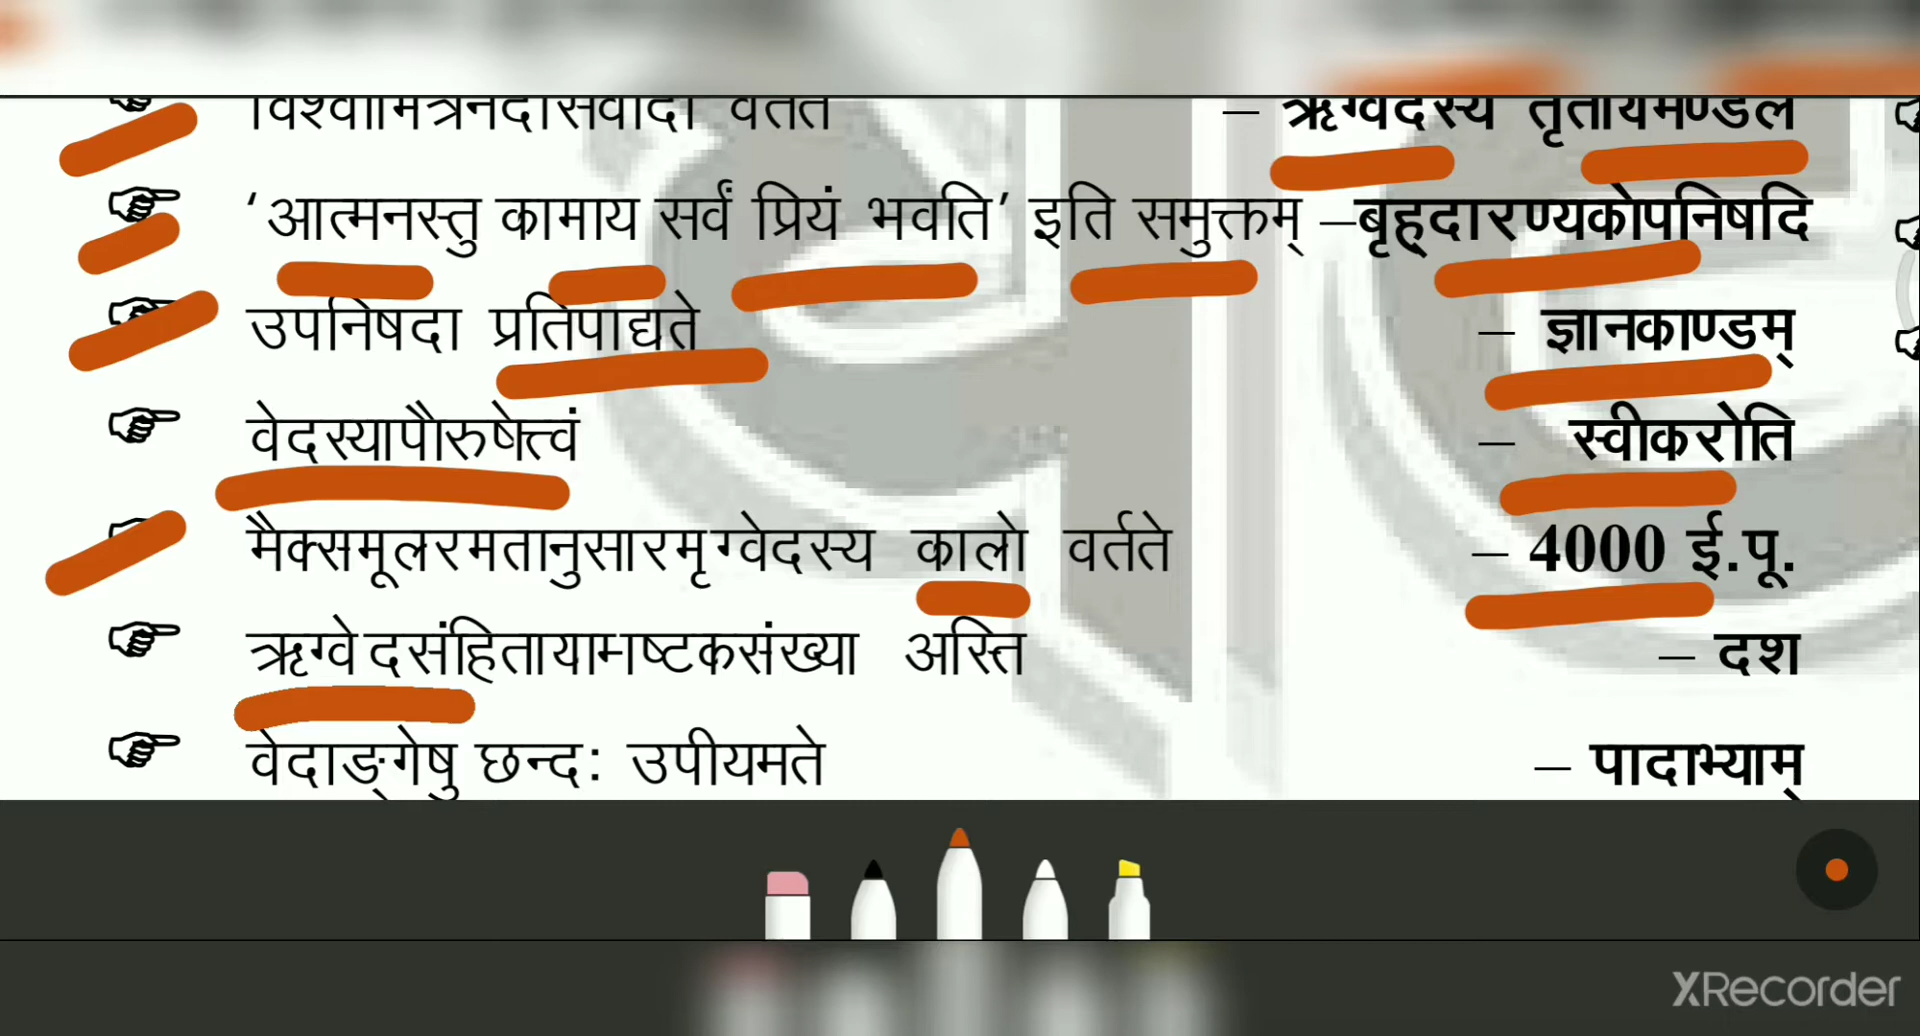 विश्वामित्रनदीसंवादो वर्तते – ऋग्वेदस्य तृतीयमण्डले
‘आत्मनस्तु कामाय सर्वं प्रियं भवति’ इति समुक्तम् –बृहदारण्यकोपनिषदि
उपनिषदा प्रतिपाद्यते – ज्ञानकाण्डम्
वेदस्यापौरुषेत्त्वं – स्वीकरोति
मैक्समूलरमतानुसारमृग्वेदस्य कालो वर्तते – 4000 ई.पू.
ऋग्वेदसंहितायामाष्टकसंख्या अस्ति – दश
वेदाङ्गेषु छन्दः उपीयमते – पादाभ्याम्
XRecorder